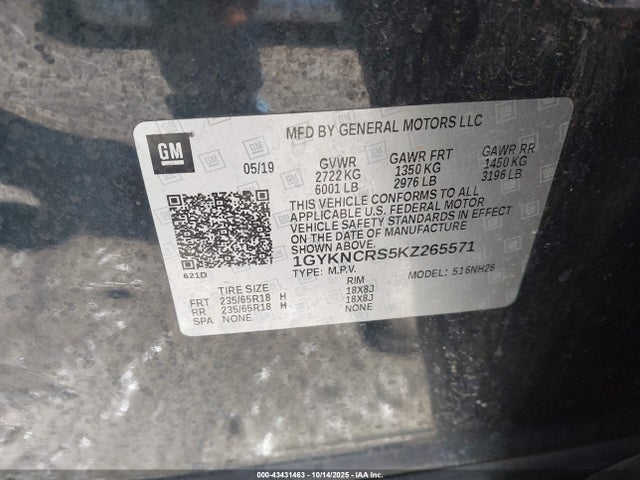 GM
MFD BY GENERAL MOTORS LLC
05/19
GVWR GAWR FRT GAWR RR
2722 KG 1350 KG 1450 KG
6001 LB 2976 LB 3196 LB
THIS VEHICLE CONFORMS TO ALL
APPLICABLE U.S. FEDERAL MOTOR
VEHICLE SAFETY STANDARDS IN EFFECT
ON THE DATE OF MANUFACTURE
SHOWN ABOVE.
1GYKNCRS5KZ265571
TYPE: M.P.V. MODEL: 516NH26
621D
TIRE SIZE RIM
FRT 235/65R18 H 18X8J
RR 235/65R18 H 18X8J
SPA NONE NONE
00-43431463 | 10/14/2025 | IAA Inc.